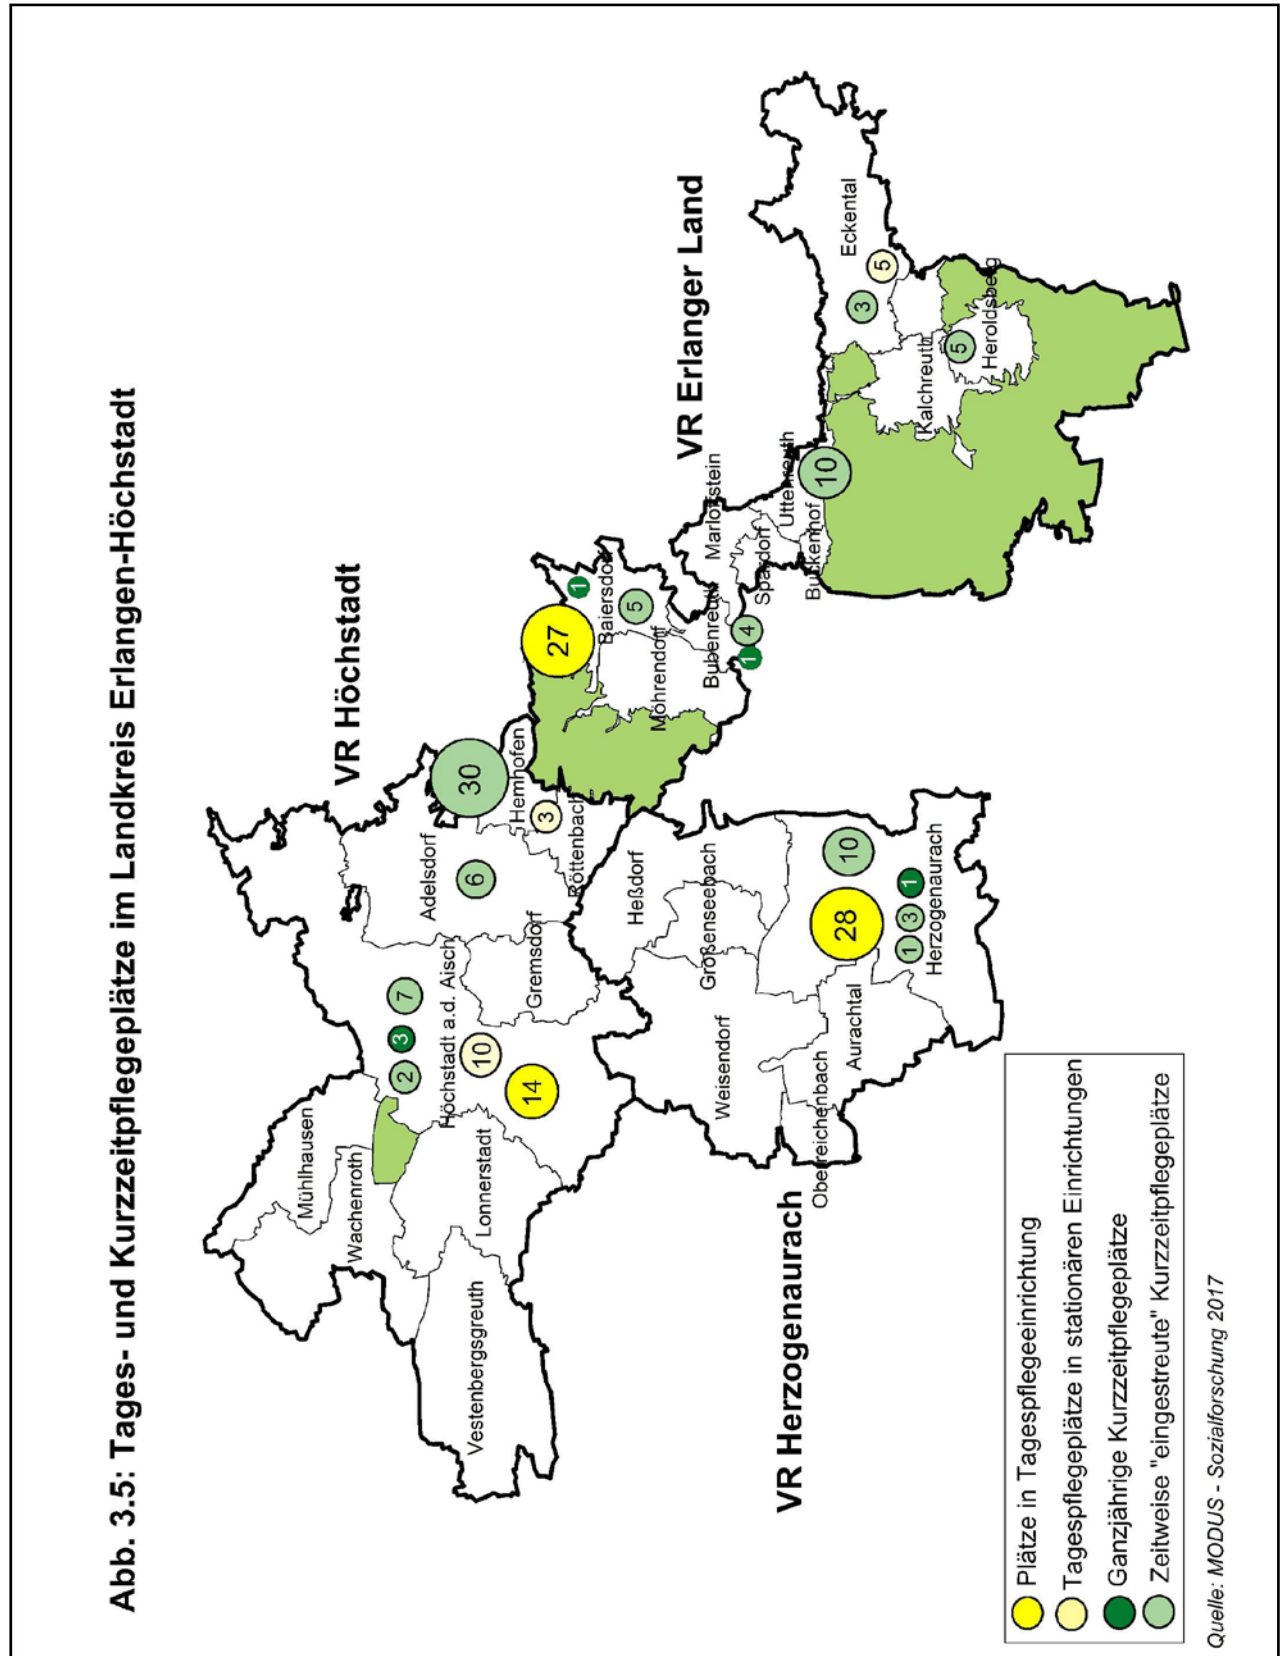 Abb. 3.5: Tages- und Kurzzeitpflegeplätze im Landkreis Erlangen-Höchstadt
VR Höchstadt
Mühlhausen
Wachenroth
Vestenbergsgreuth
Lonnerstadt
Höchstadt a.d. Aisch
2
3
7
10
14
Gremsdorf
Adelsdorf
6
30
Hemhofen
3
Röttenbach
VR Erlanger Land
27
1
Baiersdorf
5
Möhrendorf
Bubenreuth
1
4
Marloffstein
Spardorf
Uttenreuth
Buckenhof
10
Eckental
3
5
Kalchreuth
5
Heroldsberg
VR Herzogenaurach
Heßdorf
Großenseebach
Weisendorf
Oberreichenbach
Aurachtal
28
10
1
3
1
Herzogenaurach
Plätze in Tagespflegeeinrichtung
Tagespflegeplätze in stationären Einrichtungen
Ganzjährige Kurzzeitpflegeplätze
Zeitweise "eingestreute" Kurzzeitpflegeplätze
Quelle: MODUS - Sozialforschung 2017